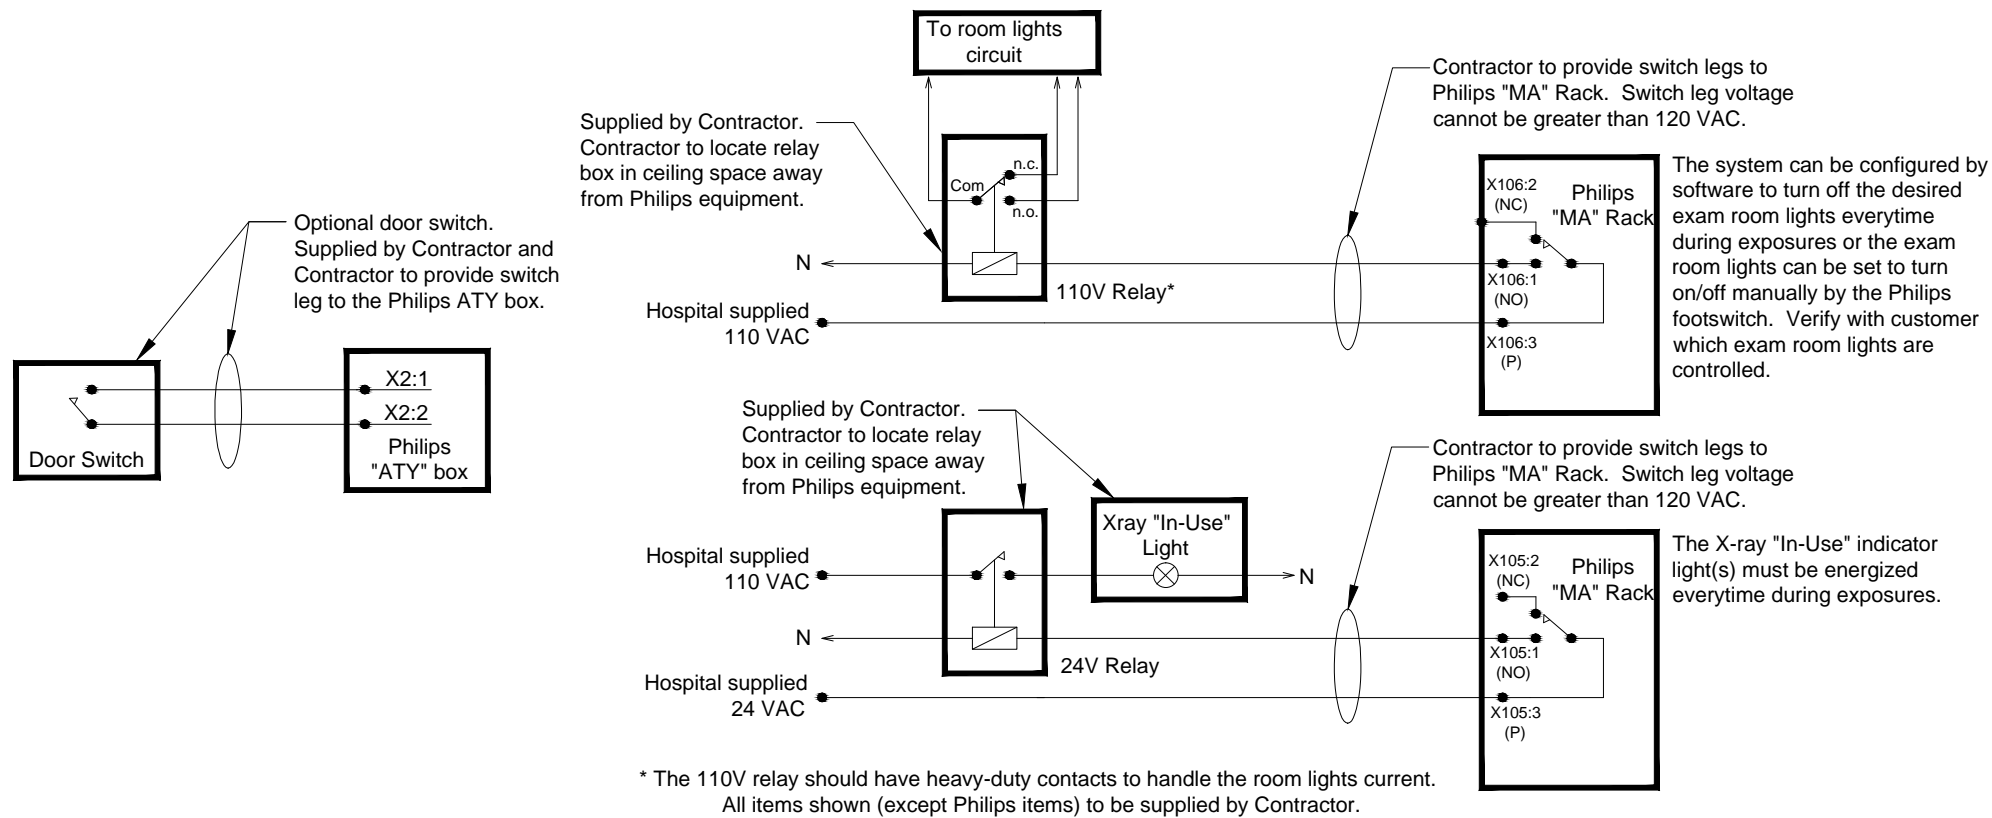 To room lights
circuit
Contractor to provide switch legs to
Philips "MA" Rack.  Switch leg voltage
cannot be greater than 120 VAC.
Supplied by Contractor.
Contractor to locate relay
box in ceiling space away
from Philips equipment.
n.c.
Com
n.o.
N
110V Relay*
Hospital supplied
110 VAC
X106:2
(NC)
Philips
"MA" Rack
X106:1
(NO)
X106:3
(P)
The system can be configured by
software to turn off the desired
exam room lights everytime
during exposures or the exam
room lights can be set to turn
on/off manually by the Philips
footswitch.  Verify with customer
which exam room lights are
controlled.
Optional door switch.
Supplied by Contractor and
Contractor to provide switch
leg to the Philips ATY box.
Door Switch
X2:1
X2:2
Philips
"ATY" box
Supplied by Contractor.
Contractor to locate relay
box in ceiling space away
from Philips equipment.
Contractor to provide switch legs to
Philips "MA" Rack.  Switch leg voltage
cannot be greater than 120 VAC.
Xray "In-Use"
Light
Hospital supplied
110 VAC
N
N
24V Relay
Hospital supplied
24 VAC
X105:2
(NC)
Philips
"MA" Rack
X105:1
(NO)
X105:3
(P)
The X-ray "In-Use" indicator
light(s) must be energized
everytime during exposures.
* The 110V relay should have heavy-duty contacts to handle the room lights current.
All items shown (except Philips items) to be supplied by Contractor.